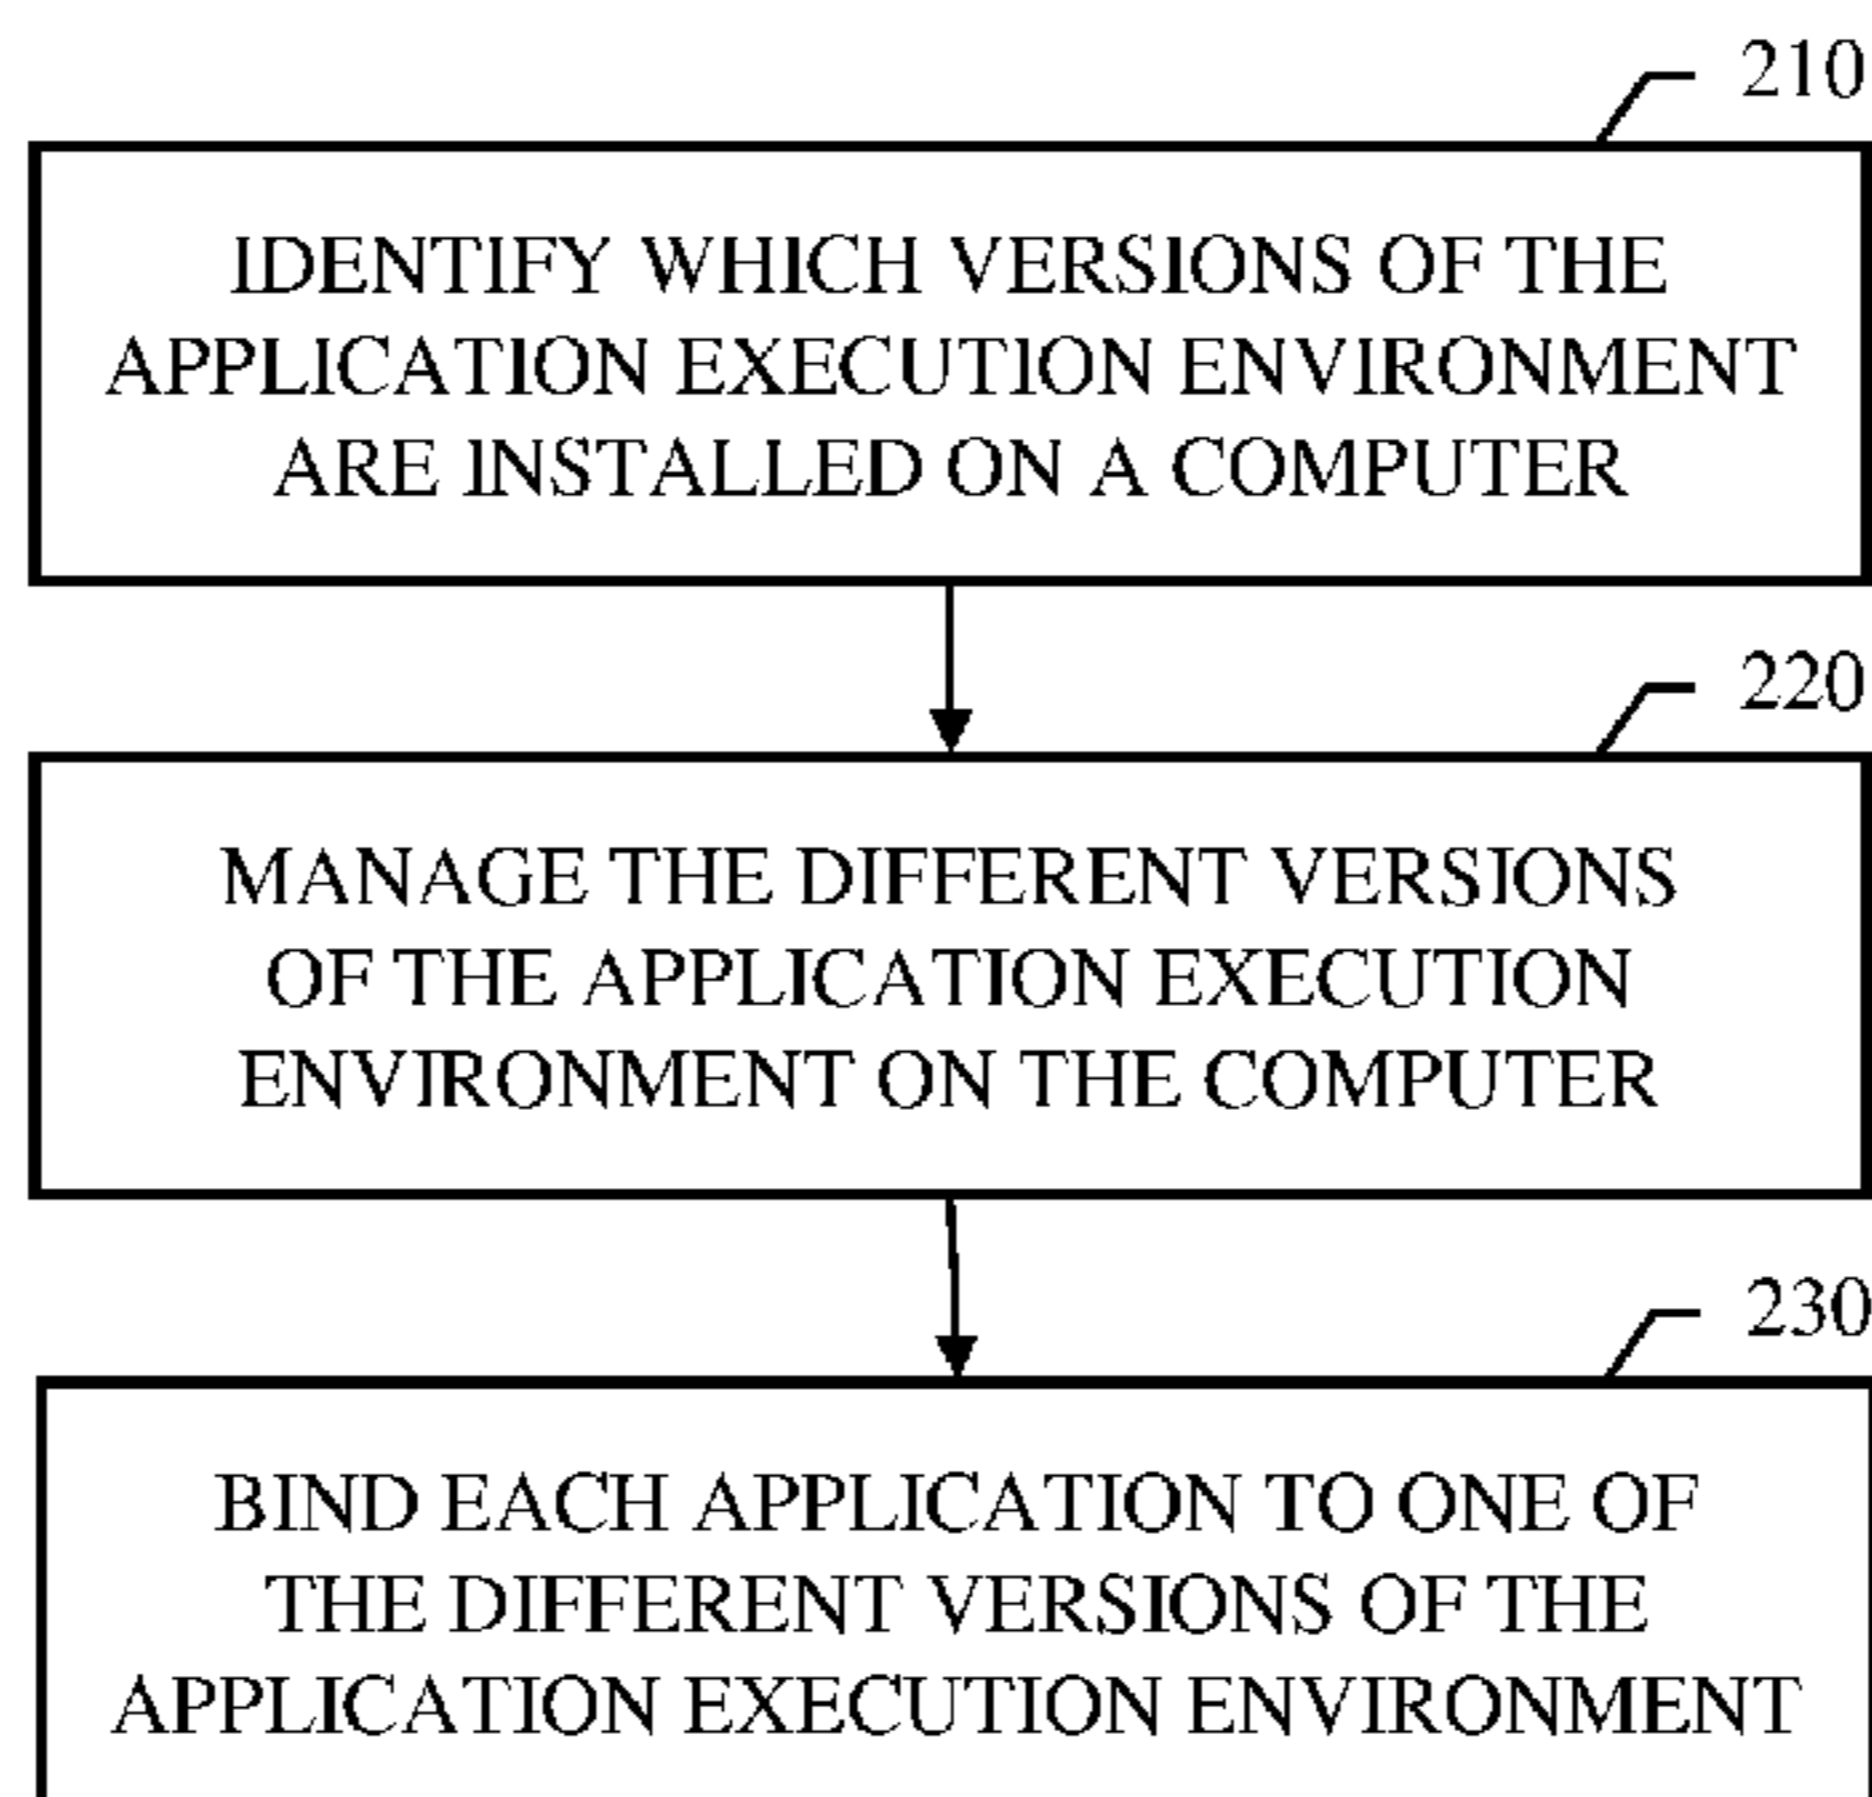 210
IDENTIFY WHICH VERSIONS OF THE
APPLICATION EXECUTION ENVIRONMENT
ARE INSTALLED ON A COMPUTER
220
MANAGE THE DIFFERENT VERSIONS
OF THE APPLICATION EXECUTION
ENVIRONMENT ON THE COMPUTER
230
BIND EACH APPLICATION TO ONE OF
THE DIFFERENT VERSIONS OF THE
APPLICATION EXECUTION ENVIRONMENT